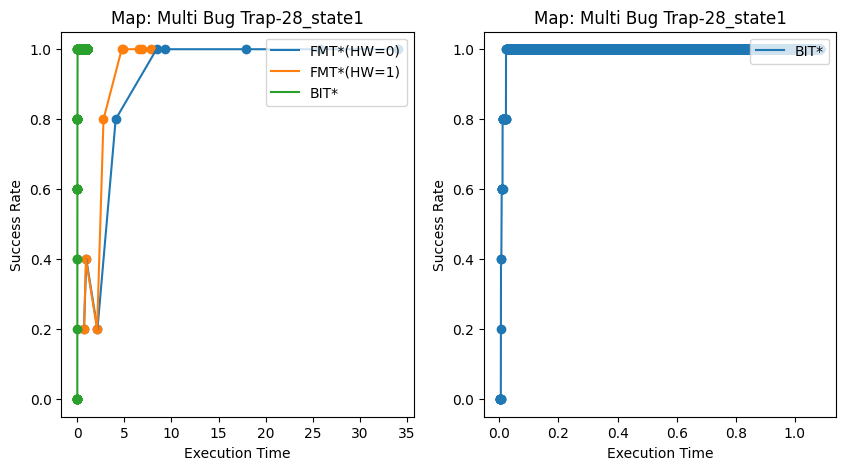 Map: Multi Bug Trap-28_state1
Success Rate
1.0
0.8
0.6
0.4
0.2
0.0
FMT*(HW=0)
FMT*(HW=1)
BIT*
0 5 10 15 20 25 30 35
Execution Time
Map: Multi Bug Trap-28_state1
Success Rate
1.0
0.8
0.6
0.4
0.2
0.0
BIT*
0.0 0.2 0.4 0.6 0.8 1.0
Execution Time